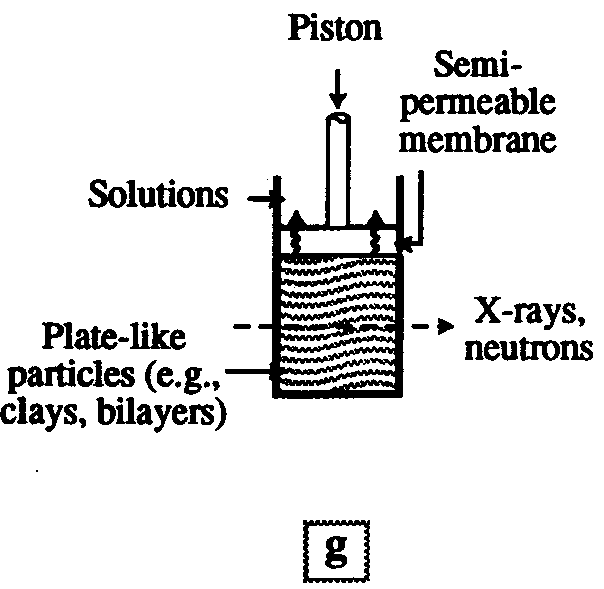 Piston
Semi-
permeable
membrane
Solutions
X-rays,
neutrons
Plate-like
particles (e.g.,
clays, bilayers)
g